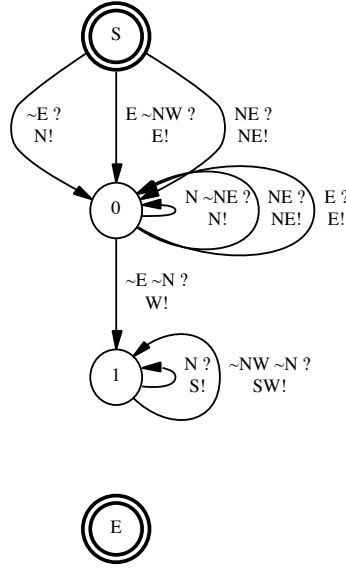 S
~E ?
N!
E ~NW ?
E!
NE ?
NE!
0
N ~NE ?
N!
NE ?
NE!
E ?
E!
~E ~N ?
W!
1
N ?
S!
~NW ~N ?
SW!
E